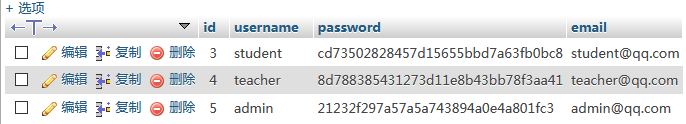 + 选项
id username password email
编辑 复制 删除 3 student cd73502828457d15655bbd7a63fb0bc8 student@qq.com
编辑 复制 删除 4 teacher 8d788385431273d11e8b43bb78f3aa41 teacher@qq.com
编辑 复制 删除 5 admin 21232f297a57a5a743894a0e4a801fc3 admin@qq.com